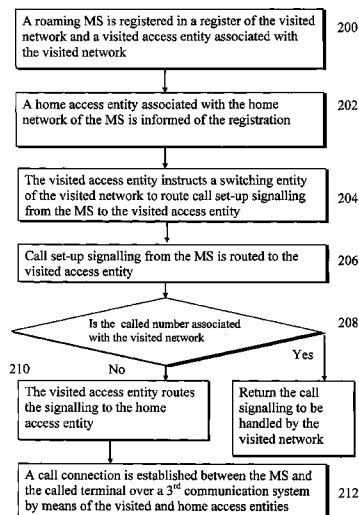 A roaming MS is registered in a register of the visited
network and a visited access entity associated with
the visited network
200
A home access entity associated with the home
network of the MS is informed of the registration
202
The visited access entity instructs a switching entity
of the visited network to route call set-up signalling
from the MS to the visited access entity
204
Call set-up signalling from the MS is routed to the
visited access entity
206
Is the called number associated
with the visited network
208
210
No
Yes
The visited access entity routes
the signalling to the home
access entity
Return the call
signalling to be
handled by the
visited network
A call connection is established between the MS and
the called terminal over a 3rd communication system
by means of the visited and home access entities
212